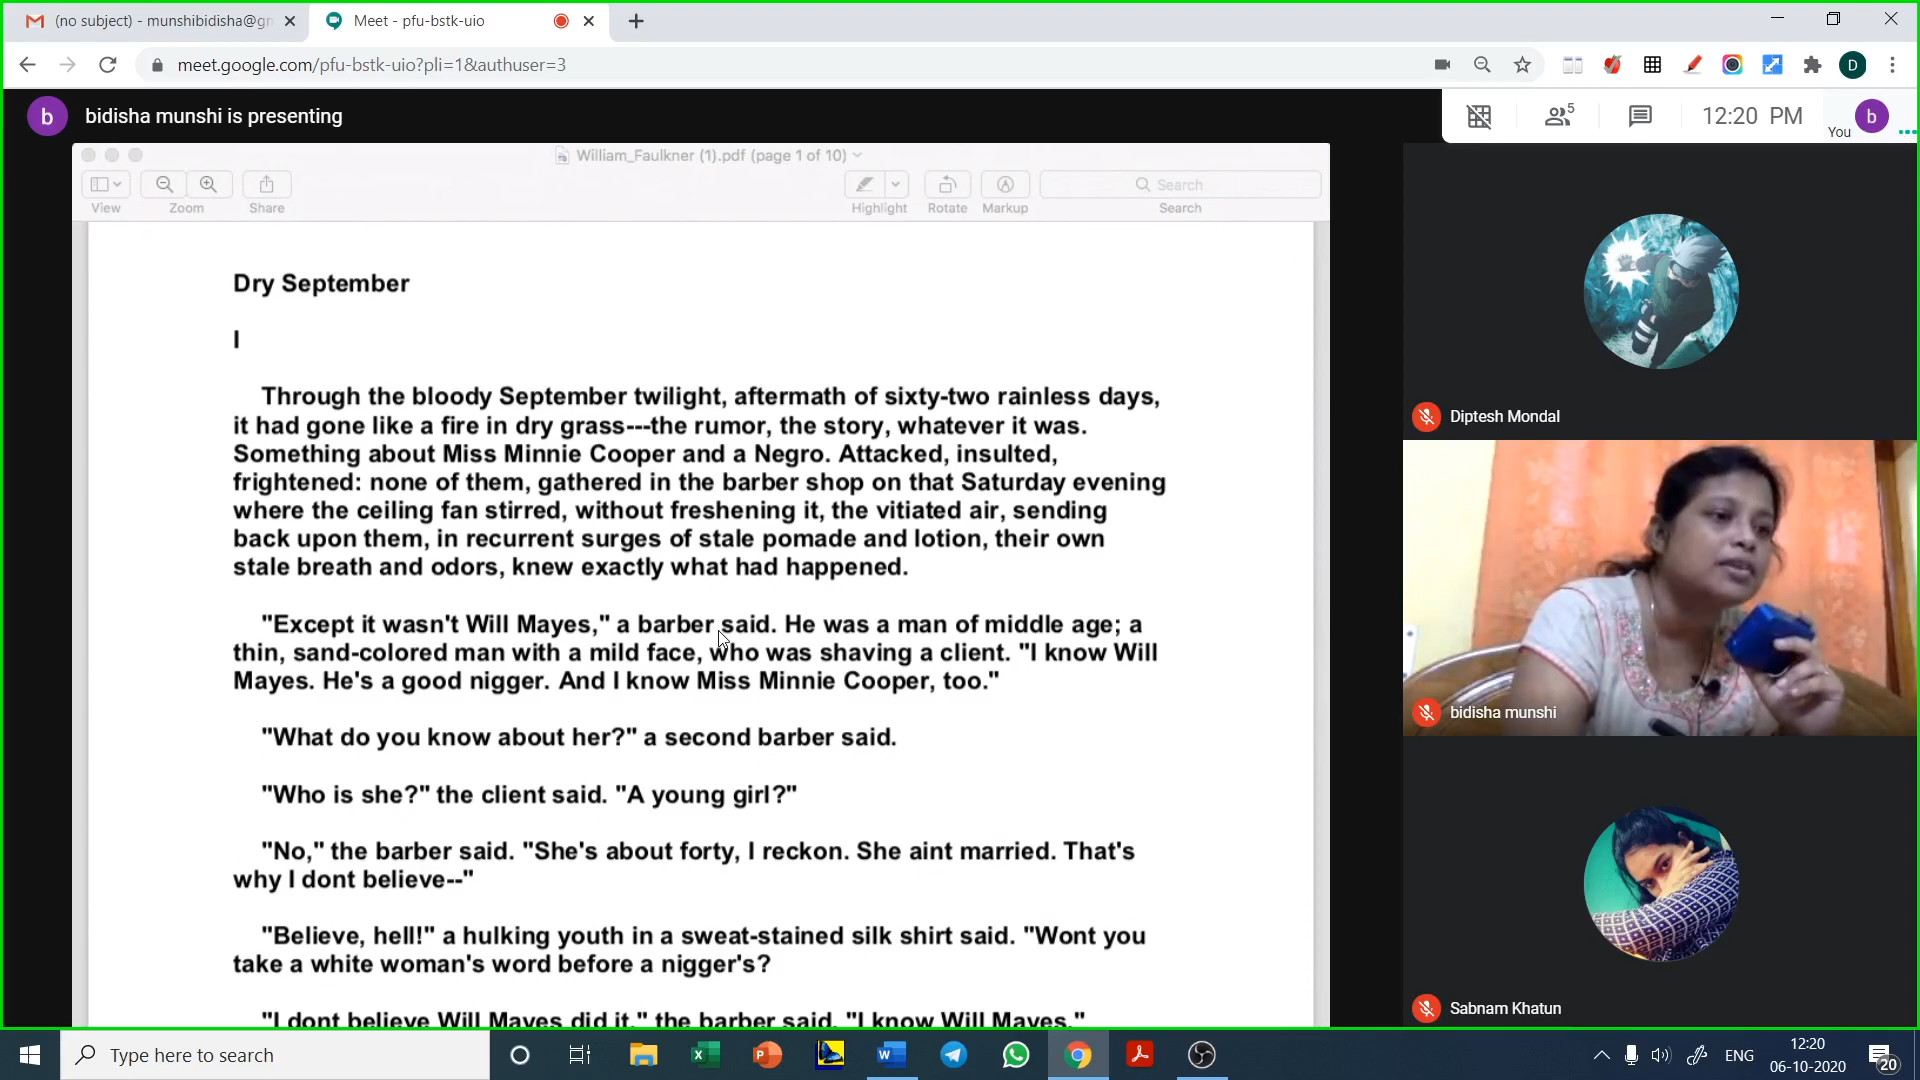 (no subject) - munshibidisha@gm
Meet - pfu-bstk-uio
meet.google.com/pfu-bstk-uio?pli=1&authuser=3
D
b
bidisha munshi is presenting
5
12:20 PM
You
b
William_Faulkner (1).pdf (page 1 of 10)
Search
View
Zoom
Share
Highlight
Rotate
Markup
Search
Dry September
I
Through the bloody September twilight, aftermath of sixty-two rainless days,
it had gone like a fire in dry grass---the rumor, the story, whatever it was.
Something about Miss Minnie Cooper and a Negro. Attacked, insulted,
frightened: none of them, gathered in the barber shop on that Saturday evening
where the ceiling fan stirred, without freshening it, the vitiated air, sending
back upon them, in recurrent surges of stale pomade and lotion, their own
stale breath and odors, knew exactly what had happened.
"Except it wasn't Will Mayes," a barber said. He was a man of middle age; a
thin, sand-colored man with a mild face, who was shaving a client. "I know Will
Mayes. He's a good nigger. And I know Miss Minnie Cooper, too."
"What do you know about her?" a second barber said.
"Who is she?" the client said. "A young girl?"
"No," the barber said. "She's about forty, I reckon. She aint married. That's
why I dont believe--"
"Believe, hell!" a hulking youth in a sweat-stained silk shirt said. "Wont you
take a white woman's word before a nigger's?
"I dont believe Will Mayes did it," the barber said. "I know Will Mayes."
Diptesh Mondal
bidisha munshi
Sabnam Khatun
Type here to search
ENG
12:20
06-10-2020
20